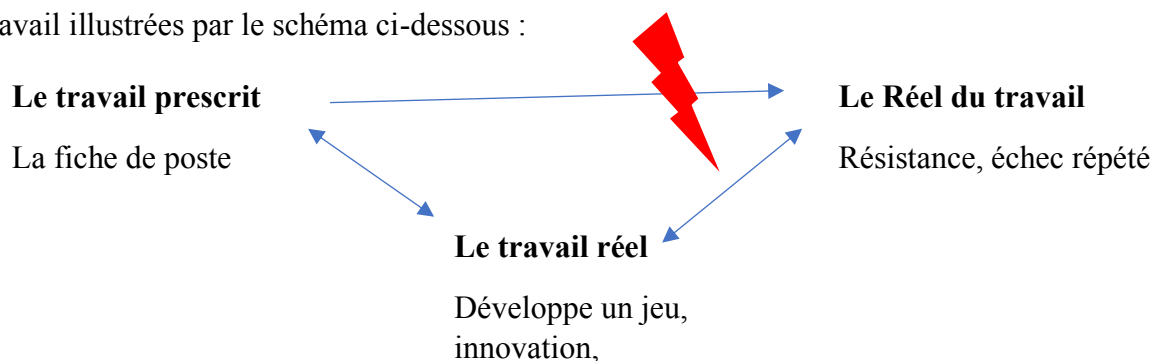 avail illustrées par le schéma ci-dessous :
Le travail prescrit
Le Réel du travail
La fiche de poste
Résistance, échec répété
Le travail réel
Développe un jeu,
innovation,